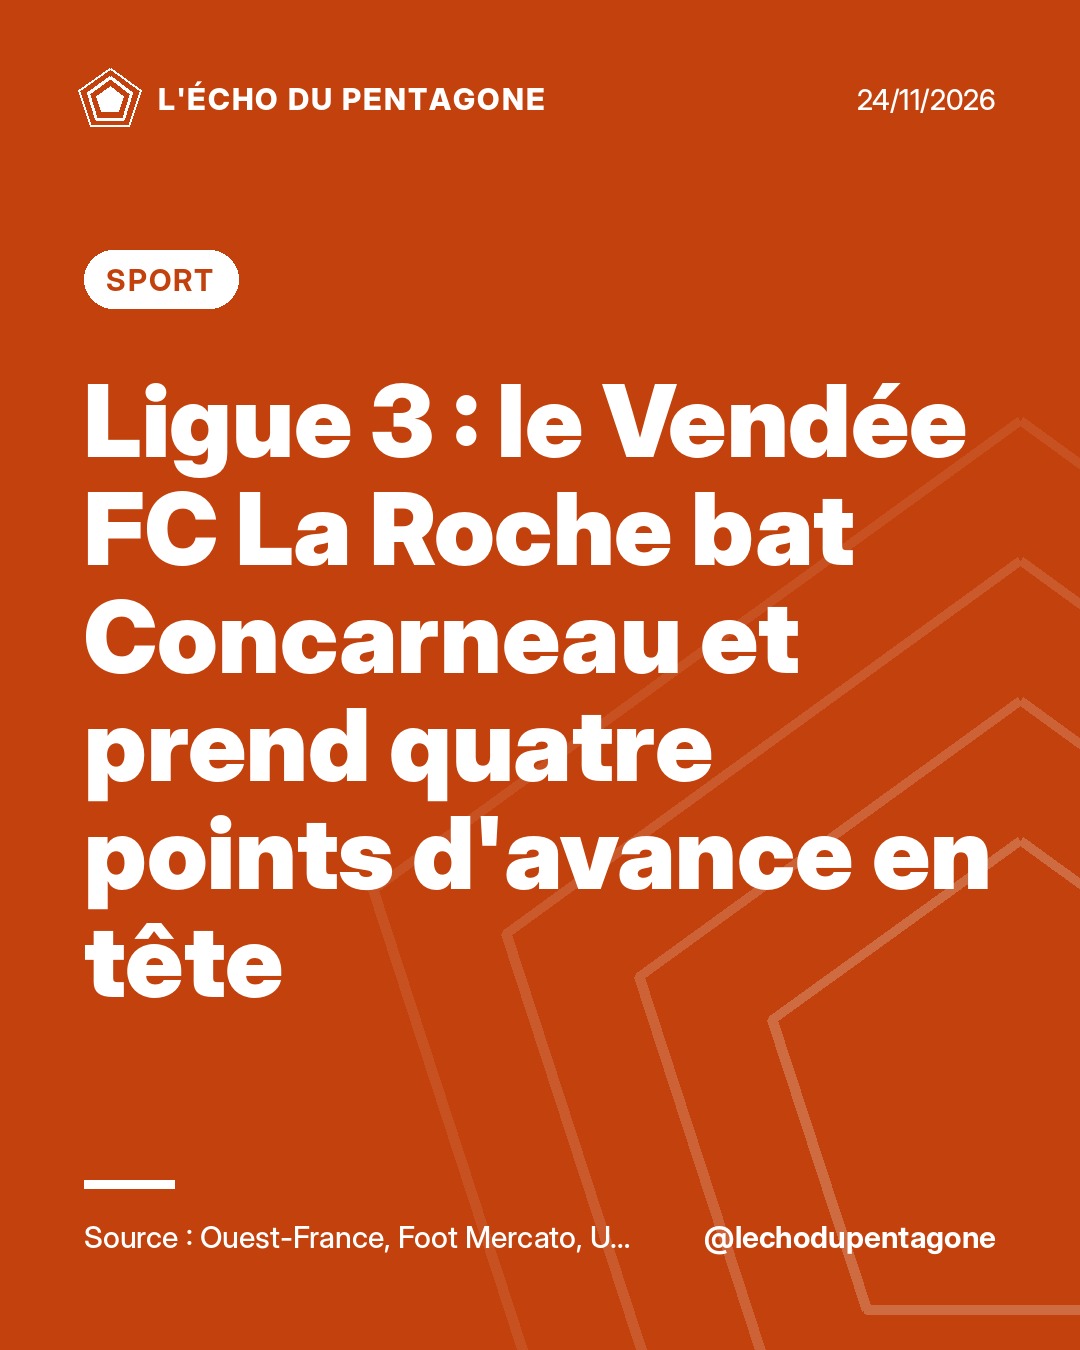 L'ÉCHO DU PENTAGONE
24/11/2026
SPORT
Ligue 3 : le Vendée
FC La Roche bat
Concarneau et
prend quatre
points d'avance en
tête
Source : Ouest-France, Foot Mercato, U...
@lechodupentagone